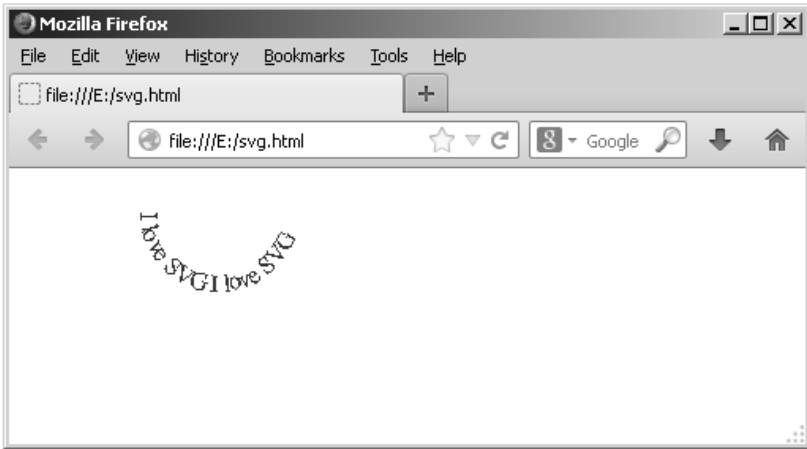 Mozilla Firefox
File Edit View History Bookmarks Tools Help
file:///E:/svg.html
file:///E:/svg.html
8 Google
I love SVG I love SVG